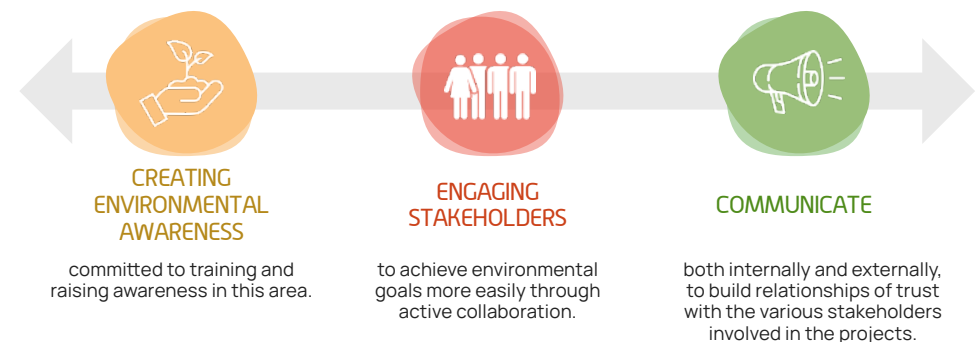 CREATING
ENVIRONMENTAL
AWARENESS
committed to training and
raising awareness in this area.
ENGAGING
STAKEHOLDERS
to achieve environmental
goals more easily through
active collaboration.
COMMUNICATE
both internally and externally,
to build relationships of trust
with the various stakeholders
involved in the projects.